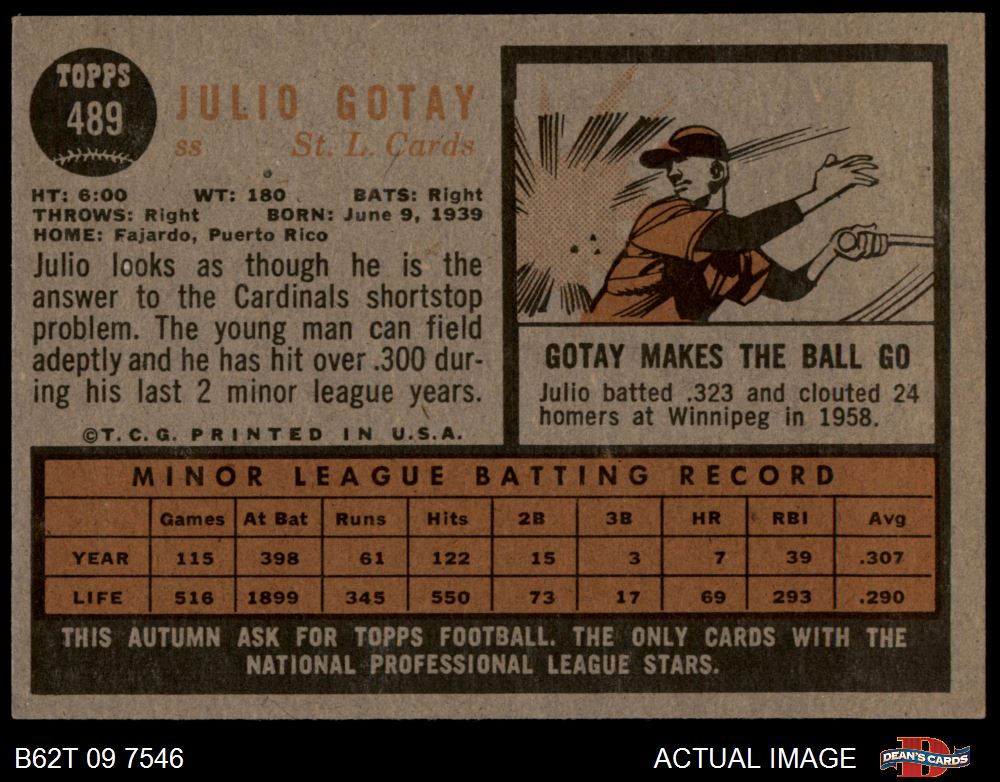 TOPPS
489
JULIO GOTAY
ss St. L. Cards
HT: 6:00 WT: 180 BATS: Right
THROWS: Right BORN: June 9, 1939
HOME: Fajardo, Puerto Rico
Julio looks as though he is the
answer to the Cardinals shortstop
problem. The young man can field
adeptly and he has hit over .300 dur-
ing his last 2 minor league years.
©T.C.G. PRINTED IN U.S.A.
GOTAY MAKES THE BALL GO
Julio batted .323 and clouted 24
homers at Winnipeg in 1958.
MINOR LEAGUE BATTING RECORD
Games At Bat Runs Hits 2B 3B HR RBI Avg
YEAR 115 398 61 122 15 3 7 39 .307
LIFE 516 1899 345 550 73 17 69 293 .290
THIS AUTUMN ASK FOR TOPPS FOOTBALL. THE ONLY CARDS WITH THE
NATIONAL PROFESSIONAL LEAGUE STARS.
B62T 09 7546
ACTUAL IMAGE
D
DEAN'S CARDS